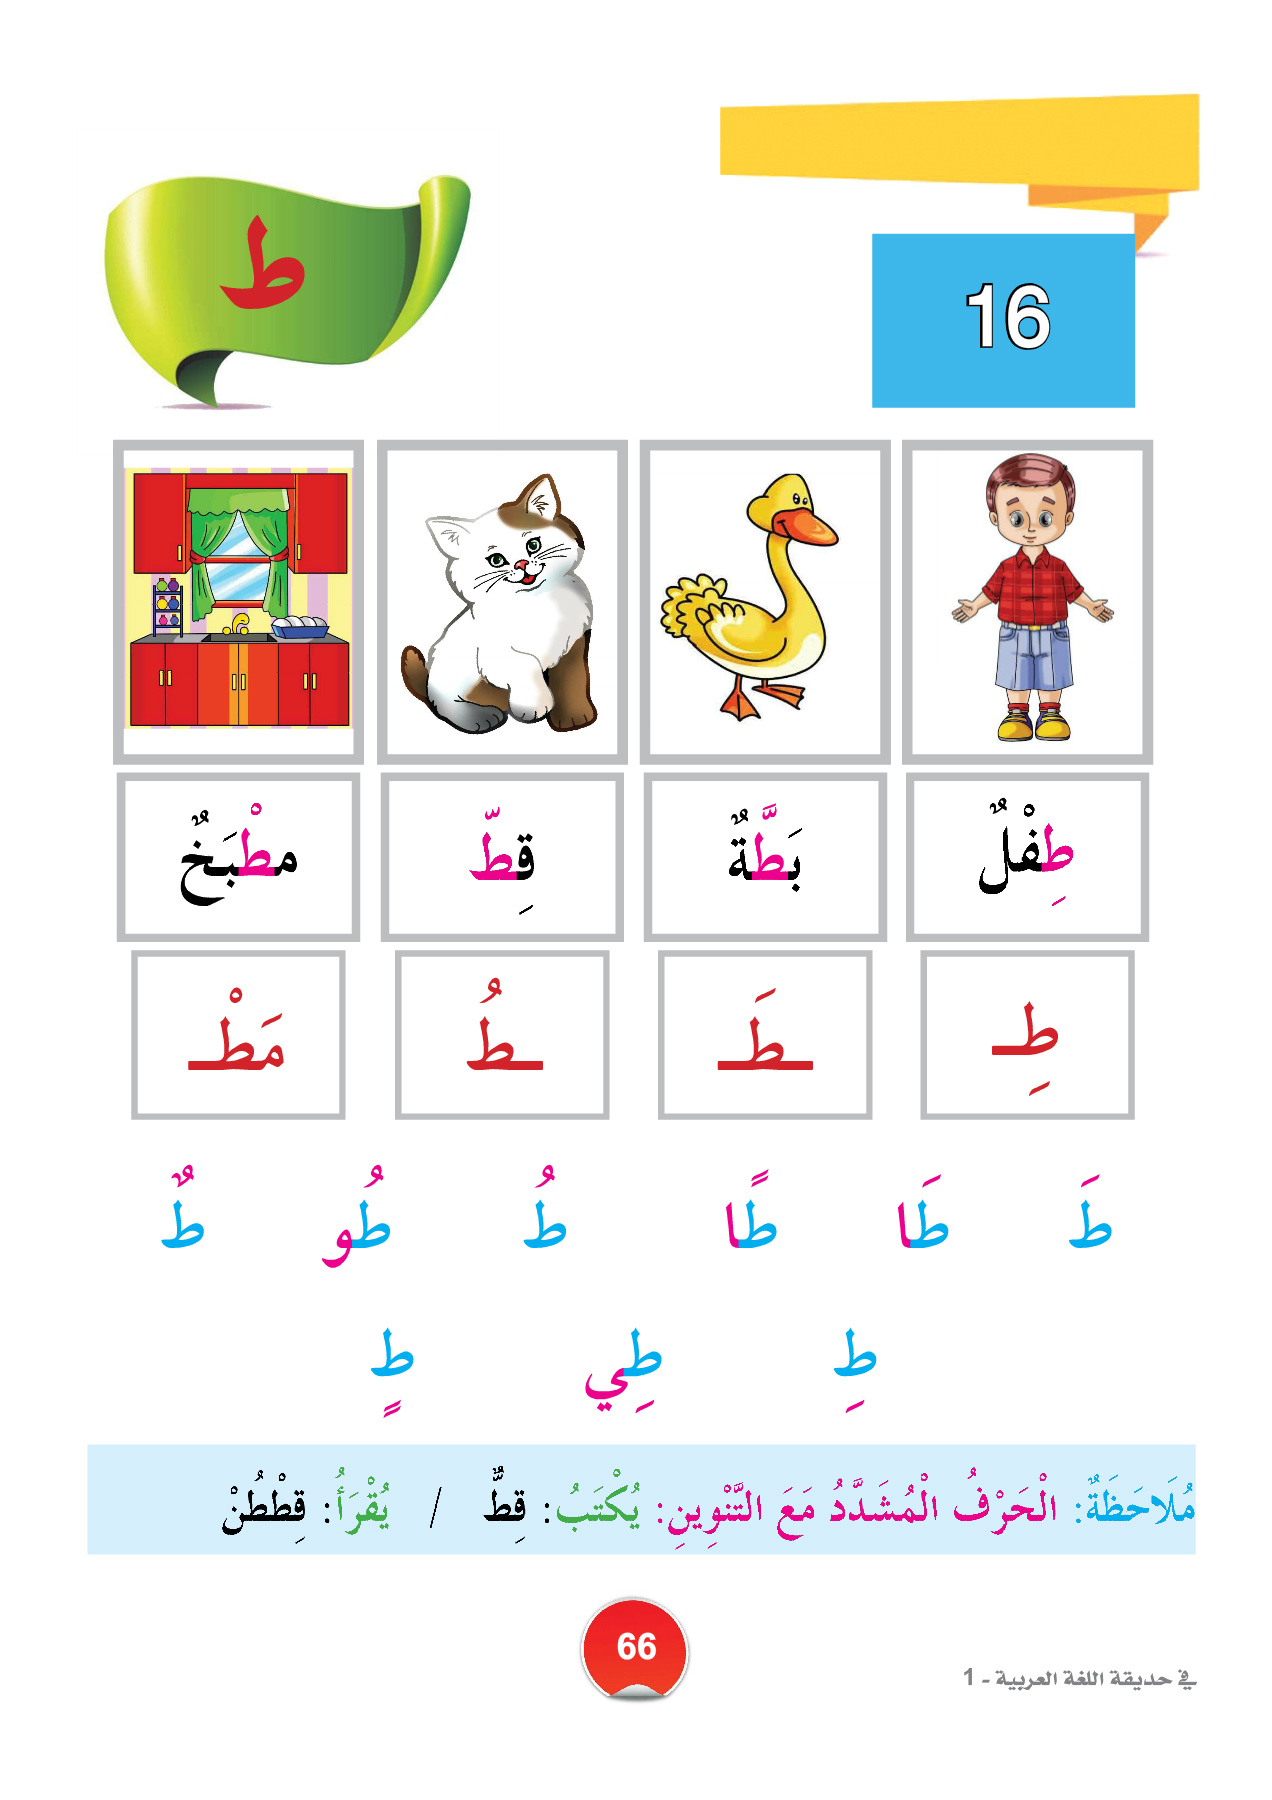 ط
16
طِفْلٌ بَطَّةٌ قِطّ مطْبَخٌ
طِـ ـطَـ ـطُ مَطْـ
طَ طَا طًا طُ طُو طٌ
طِ طِي طٍ
مُلَاحَظَةٌ: الْحَرْفُ الْمُشَدَّدُ مَعَ التَّنْوِينِ: يُكْتَبُ: قِطٌّ / يُقْرَأُ: قِطْطُنْ
66
في حديقة اللغة العربية - 1